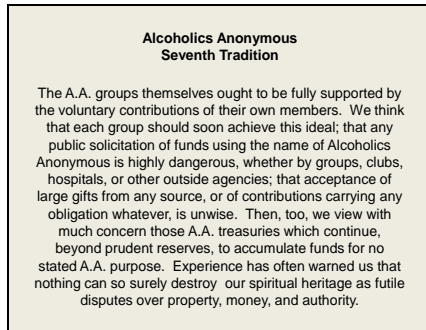 Alcoholics Anonymous
Seventh Tradition
The A.A. groups themselves ought to be fully supported by
the voluntary contributions of their own members.  We think
that each group should soon achieve this ideal; that any
public solicitation of funds using the name of Alcoholics
Anonymous is highly dangerous, whether by groups, clubs,
hospitals, or other outside agencies; that acceptance of
large gifts from any source, or of contributions carrying any
obligation whatever, is unwise.  Then, too, we view with
much concern those A.A. treasuries which continue,
beyond prudent reserves, to accumulate funds for no
stated A.A. purpose.  Experience has often warned us that
nothing can so surely destroy  our spiritual heritage as futile
disputes over property, money, and authority.